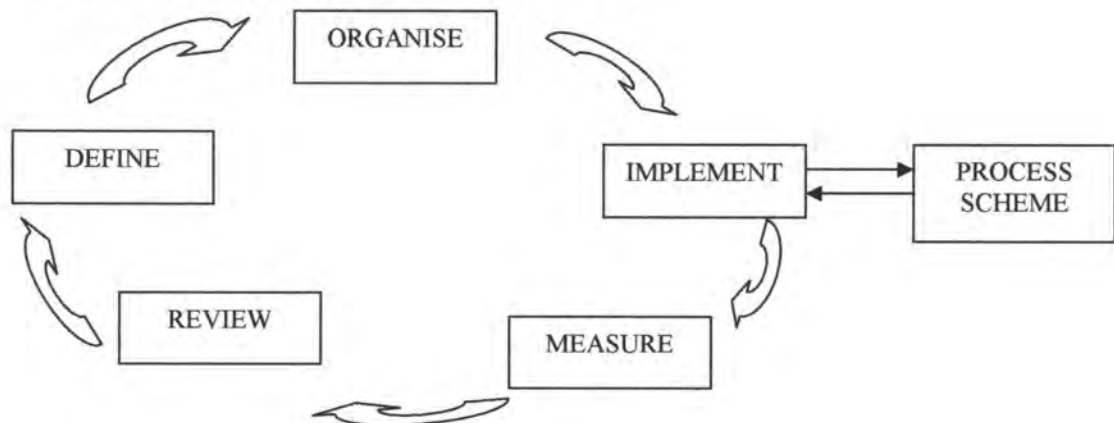 ORGANISE
DEFINE
IMPLEMENT
PROCESS
SCHEME
REVIEW
MEASURE